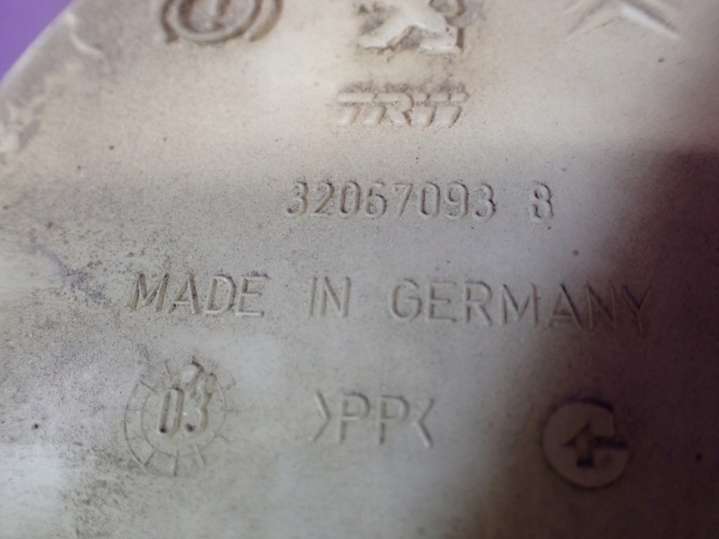 TRW
32067093 B
MADE IN GERMANY
03
>PP<